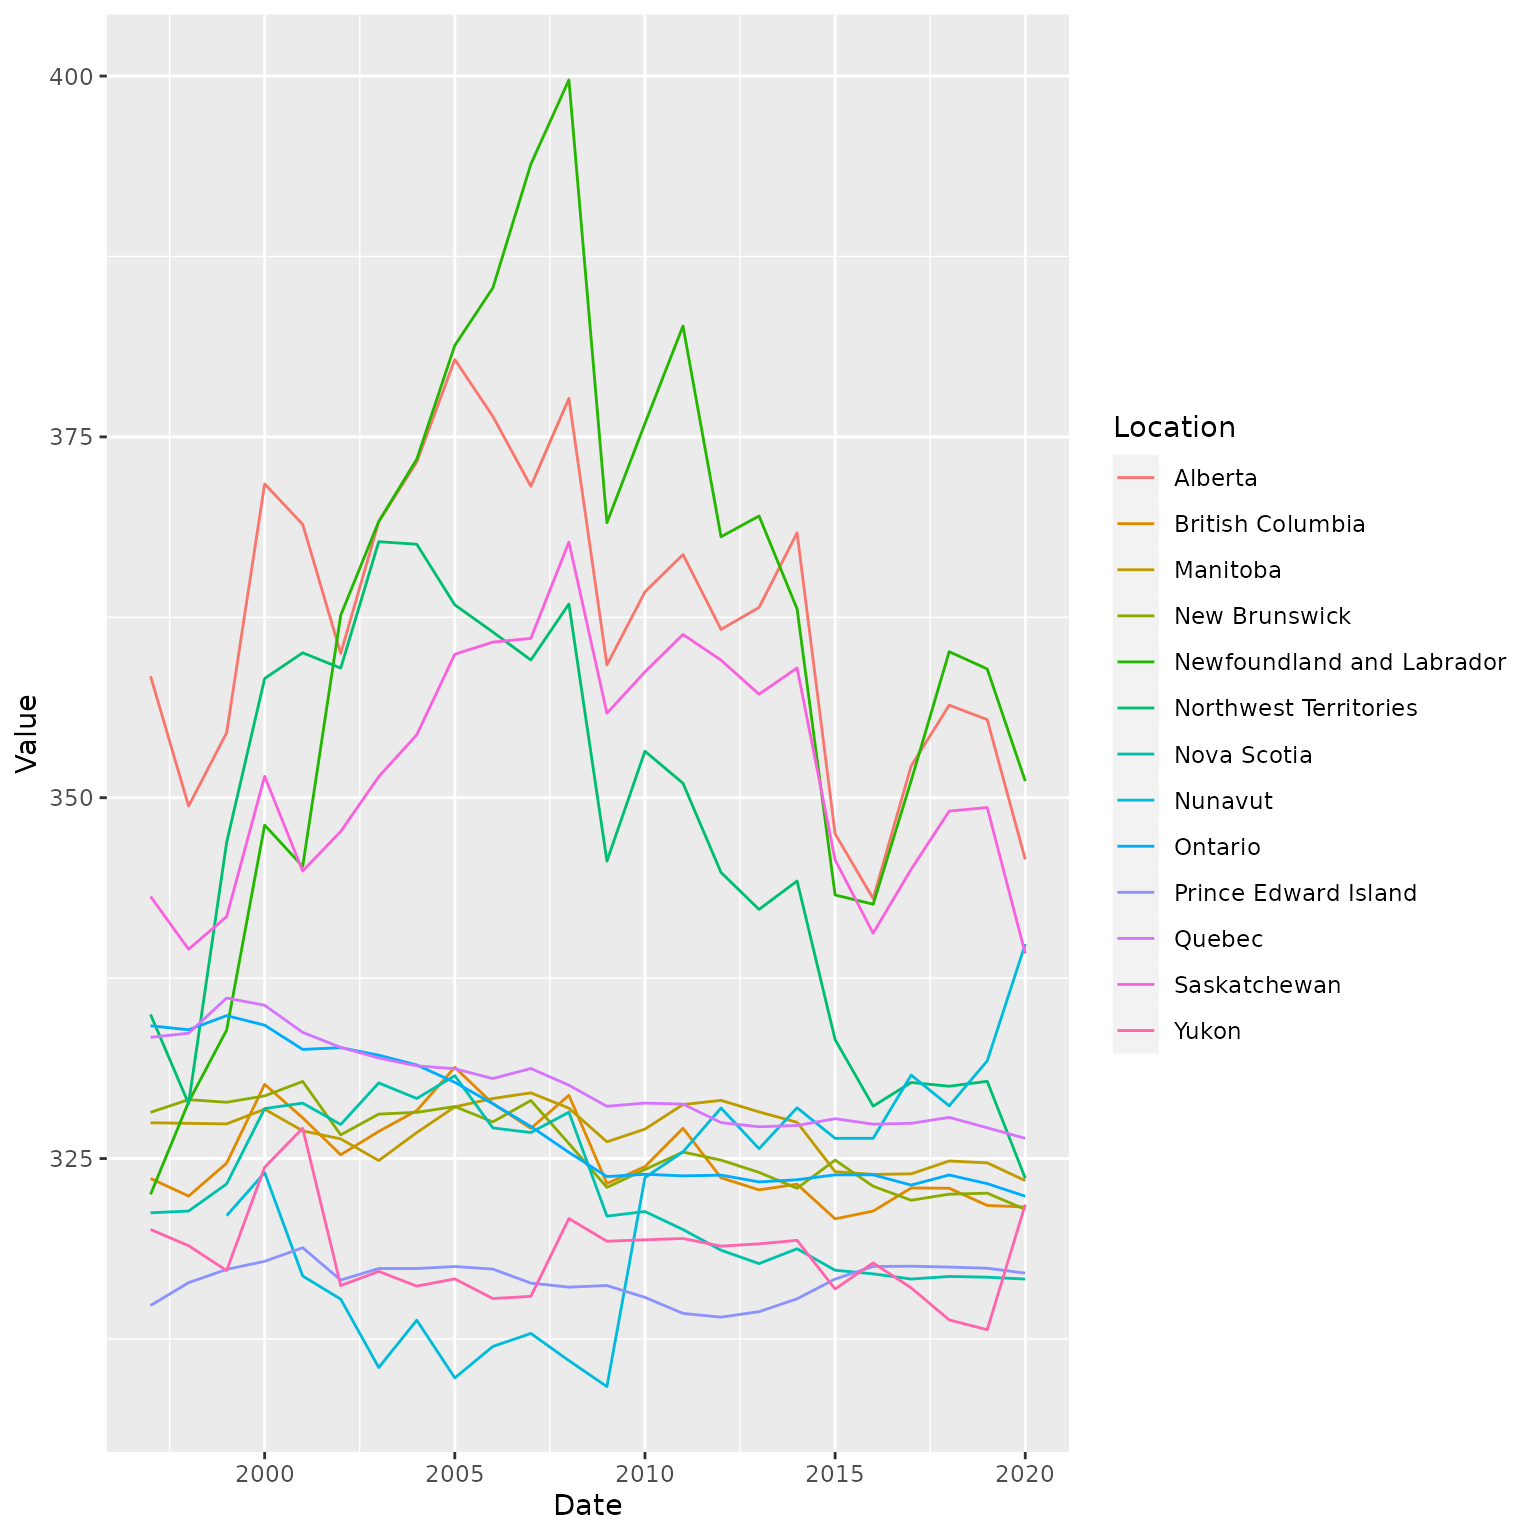 400
375
350
325
Value
2000 2005 2010 2015 2020
Date
Location
Alberta
British Columbia
Manitoba
New Brunswick
Newfoundland and Labrador
Northwest Territories
Nova Scotia
Nunavut
Ontario
Prince Edward Island
Quebec
Saskatchewan
Yukon